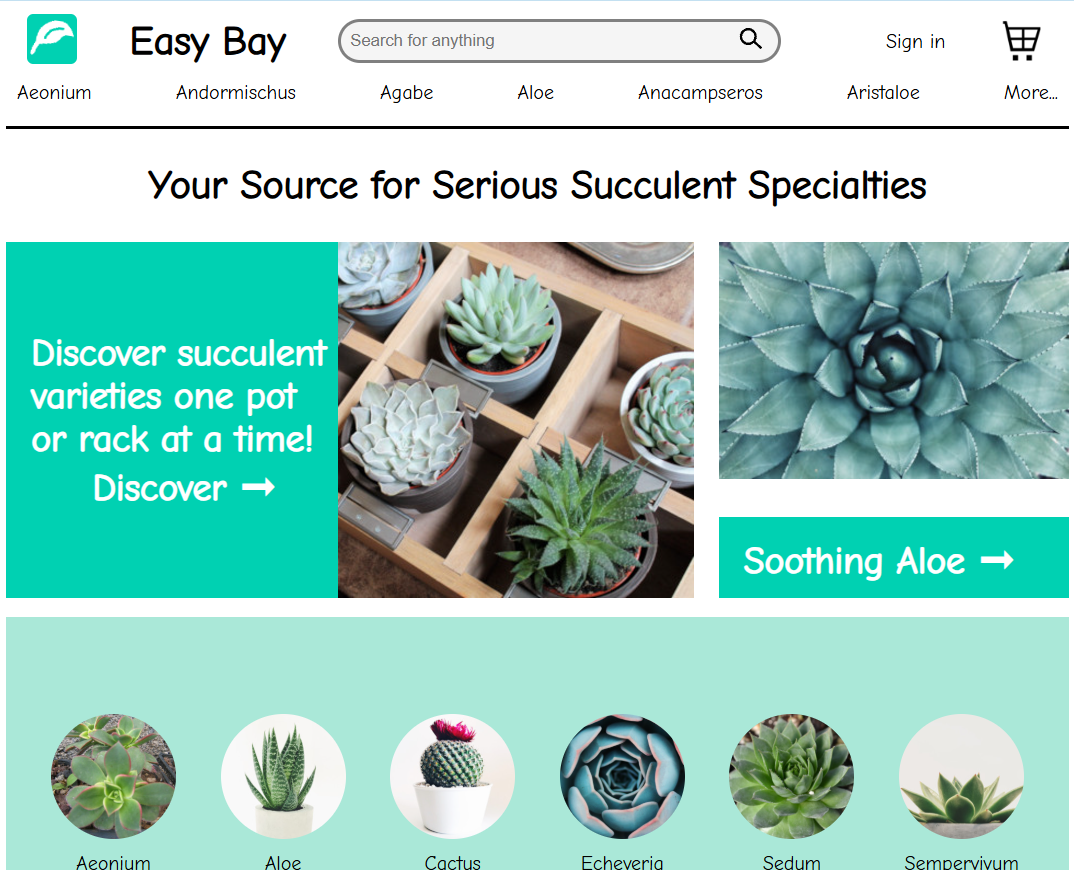 Easy Bay
Search for anything
Sign in
Aeonium
Andormischus
Agabe
Aloe
Anacampseros
Aristaloe
More...
Your Source for Serious Succulent Specialties
Discover succulent
varieties one pot
or rack at a time!
Discover ➞
Soothing Aloe ➞
Aeonium
Aloe
Cactus
Echeveria
Sedum
Sempervivum